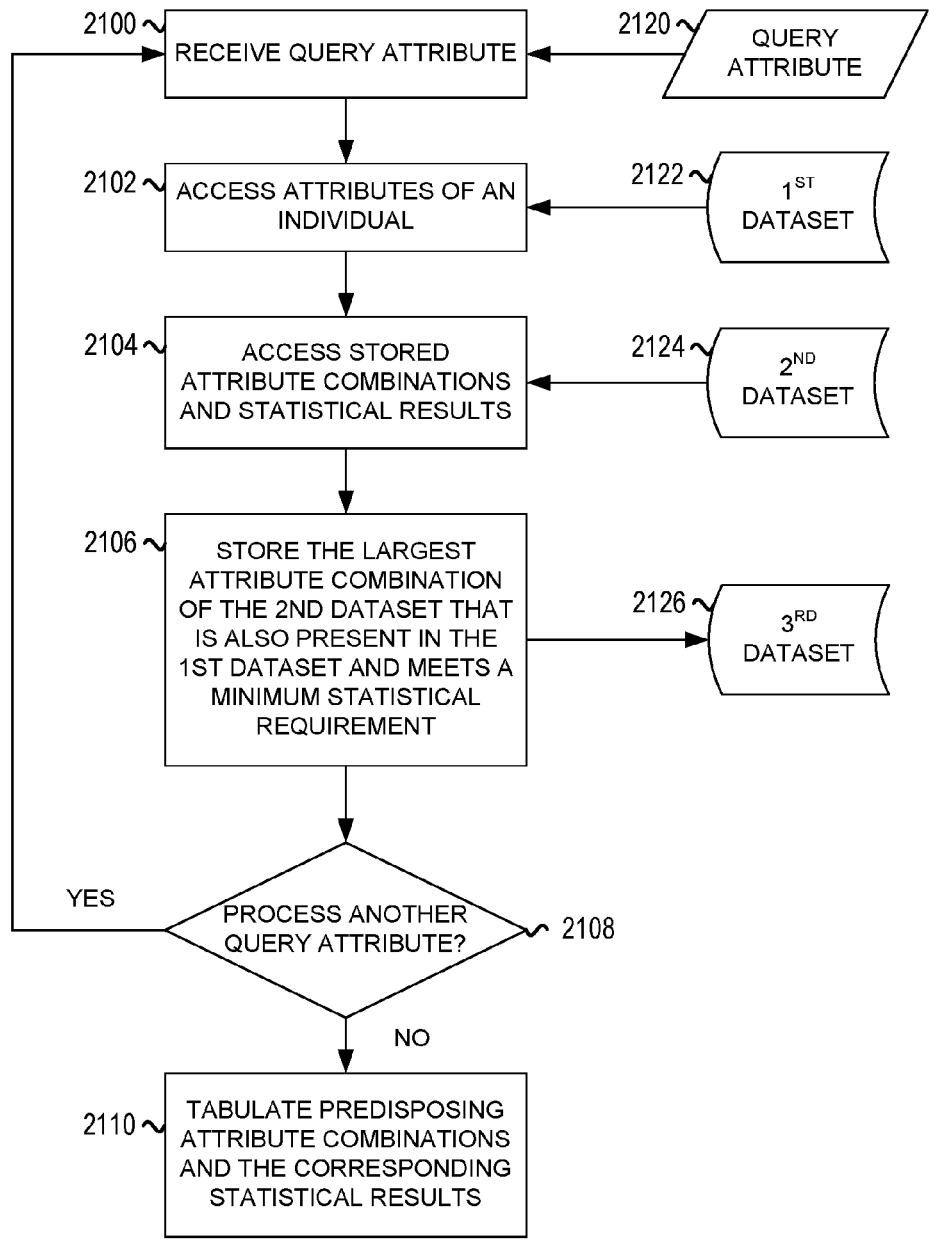 2100
RECEIVE QUERY ATTRIBUTE
2120
QUERY
ATTRIBUTE
2102
ACCESS ATTRIBUTES OF AN
INDIVIDUAL
2122
1ST
DATASET
2104
ACCESS STORED
ATTRIBUTE COMBINATIONS
AND STATISTICAL RESULTS
2124
2ND
DATASET
2106
STORE THE LARGEST
ATTRIBUTE COMBINATION
OF THE 2ND DATASET THAT
IS ALSO PRESENT IN THE
1ST DATASET AND MEETS A
MINIMUM STATISTICAL
REQUIREMENT
2126
3RD
DATASET
YES
PROCESS ANOTHER
QUERY ATTRIBUTE?
2108
NO
2110
TABULATE PREDISPOSING
ATTRIBUTE COMBINATIONS
AND THE CORRESPONDING
STATISTICAL RESULTS